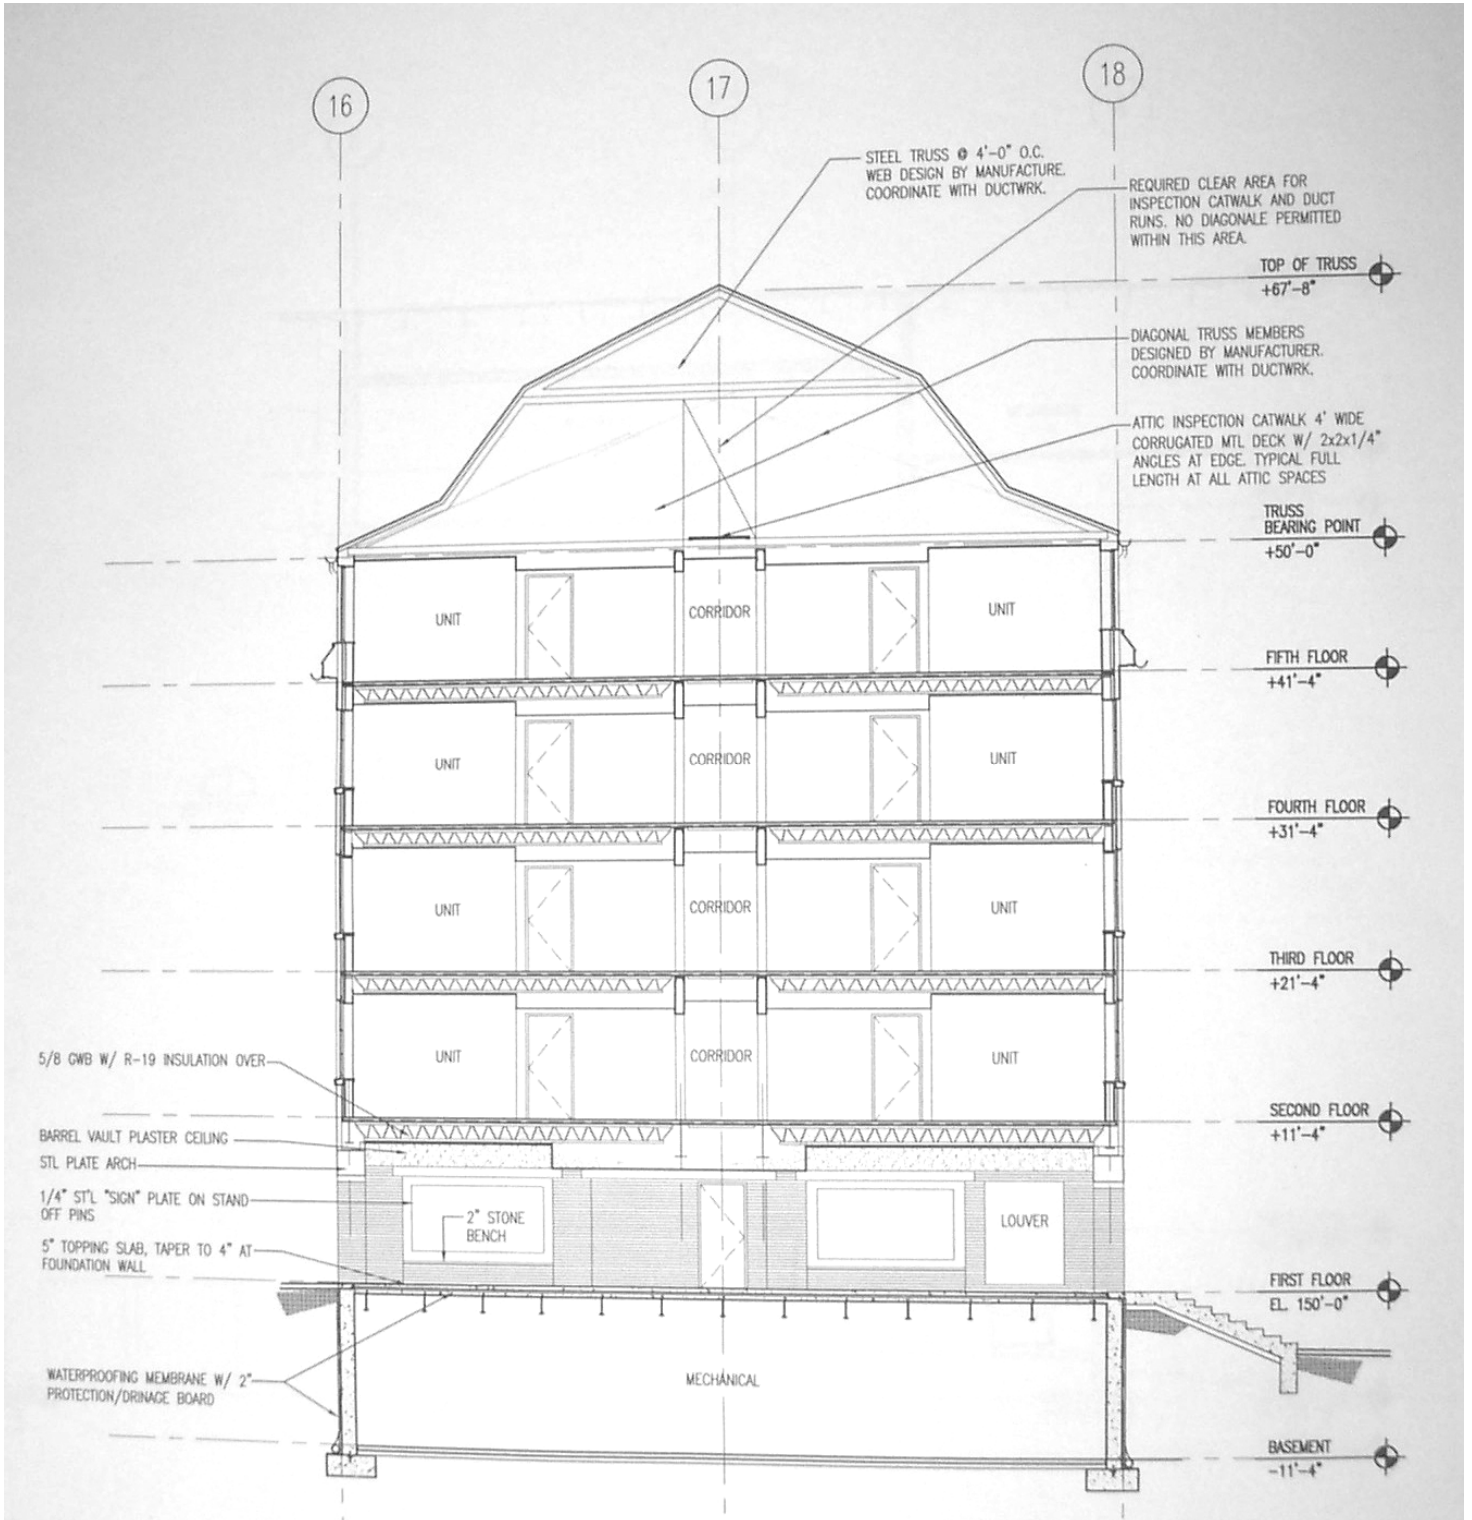 16
17
18
STEEL TRUSS @ 4'-0" O.C.
WEB DESIGN BY MANUFACTURE.
COORDINATE WITH DUCTWRK.
REQUIRED CLEAR AREA FOR
INSPECTION CATWALK AND DUCT
RUNS. NO DIAGONALE PERMITTED
WITHIN THIS AREA.
TOP OF TRUSS
+67'-8"
DIAGONAL TRUSS MEMBERS
DESIGNED BY MANUFACTURER.
COORDINATE WITH DUCTWRK.
ATTIC INSPECTION CATWALK 4' WIDE
CORRUGATED MTL DECK W/ 2x2x1/4"
ANGLES AT EDGE. TYPICAL FULL
LENGTH AT ALL ATTIC SPACES
TRUSS
BEARING POINT
+50'-0"
UNIT
CORRIDOR
UNIT
FIFTH FLOOR
+41'-4"
UNIT
CORRIDOR
UNIT
FOURTH FLOOR
+31'-4"
UNIT
CORRIDOR
UNIT
THIRD FLOOR
+21'-4"
UNIT
CORRIDOR
UNIT
5/8 GWB W/ R-19 INSULATION OVER
SECOND FLOOR
+11'-4"
BARREL VAULT PLASTER CEILING
STL PLATE ARCH
1/4" ST'L "SIGN" PLATE ON STAND
OFF PINS
2" STONE
BENCH
LOUVER
5" TOPPING SLAB, TAPER TO 4" AT
FOUNDATION WALL
FIRST FLOOR
EL. 150'-0"
WATERPROOFING MEMBRANE W/ 2"
PROTECTION/DRINAGE BOARD
MECHANICAL
BASEMENT
-11'-4"